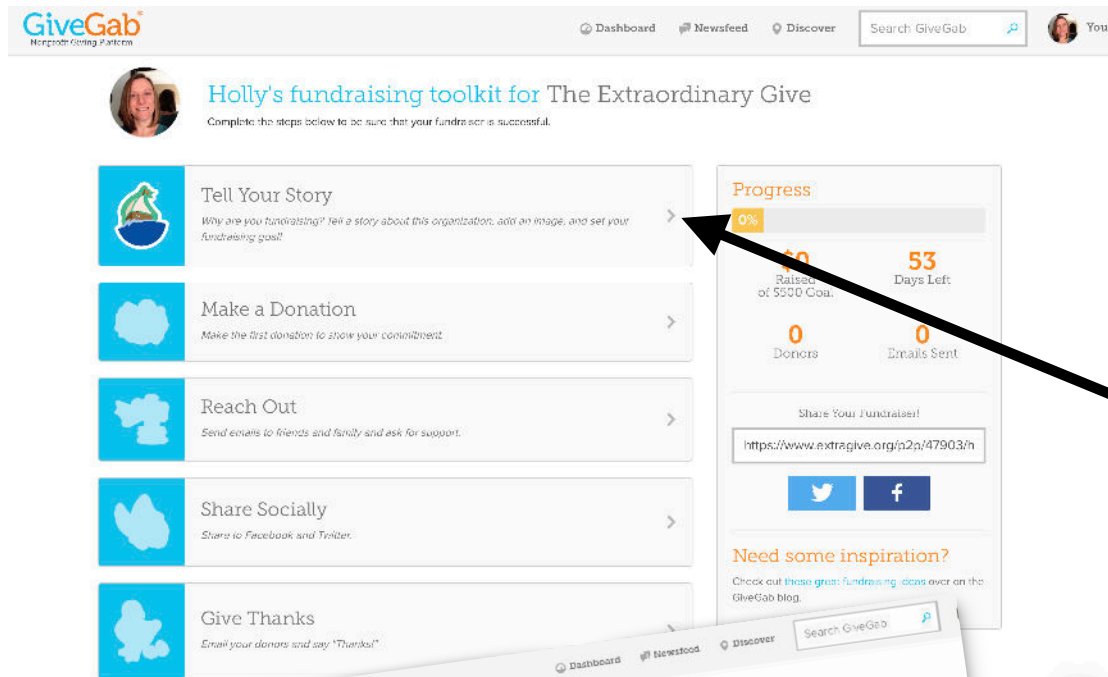 GiveGab®
Nonprofit Giving Platform
Dashboard Newsfeed Discover Search GiveGab You
Holly's fundraising toolkit for The Extraordinary Give
Complete the steps below to be sure that your fundraiser is successful.
Tell Your Story
Why are you fundraising? Tell a story about this organization, add an image, and set your
fundraising goal!
Make a Donation
Make the first donation to show your commitment.
Reach Out
Send emails to friends and family and ask for support.
Share Socially
Share to Facebook and Twitter.
Give Thanks
Email your donors and say "Thanks!"
Progress
0%
$0
Raised
of $500 Goal
53
Days Left
0
Donors
0
Emails Sent
Share Your Fundraiser!
https://www.extragive.org/p2p/47903/h
Need some inspiration?
Check out these great fundraising ideas over on the
GiveGab blog.
Dashboard Newsfeed Discover Search GiveGab